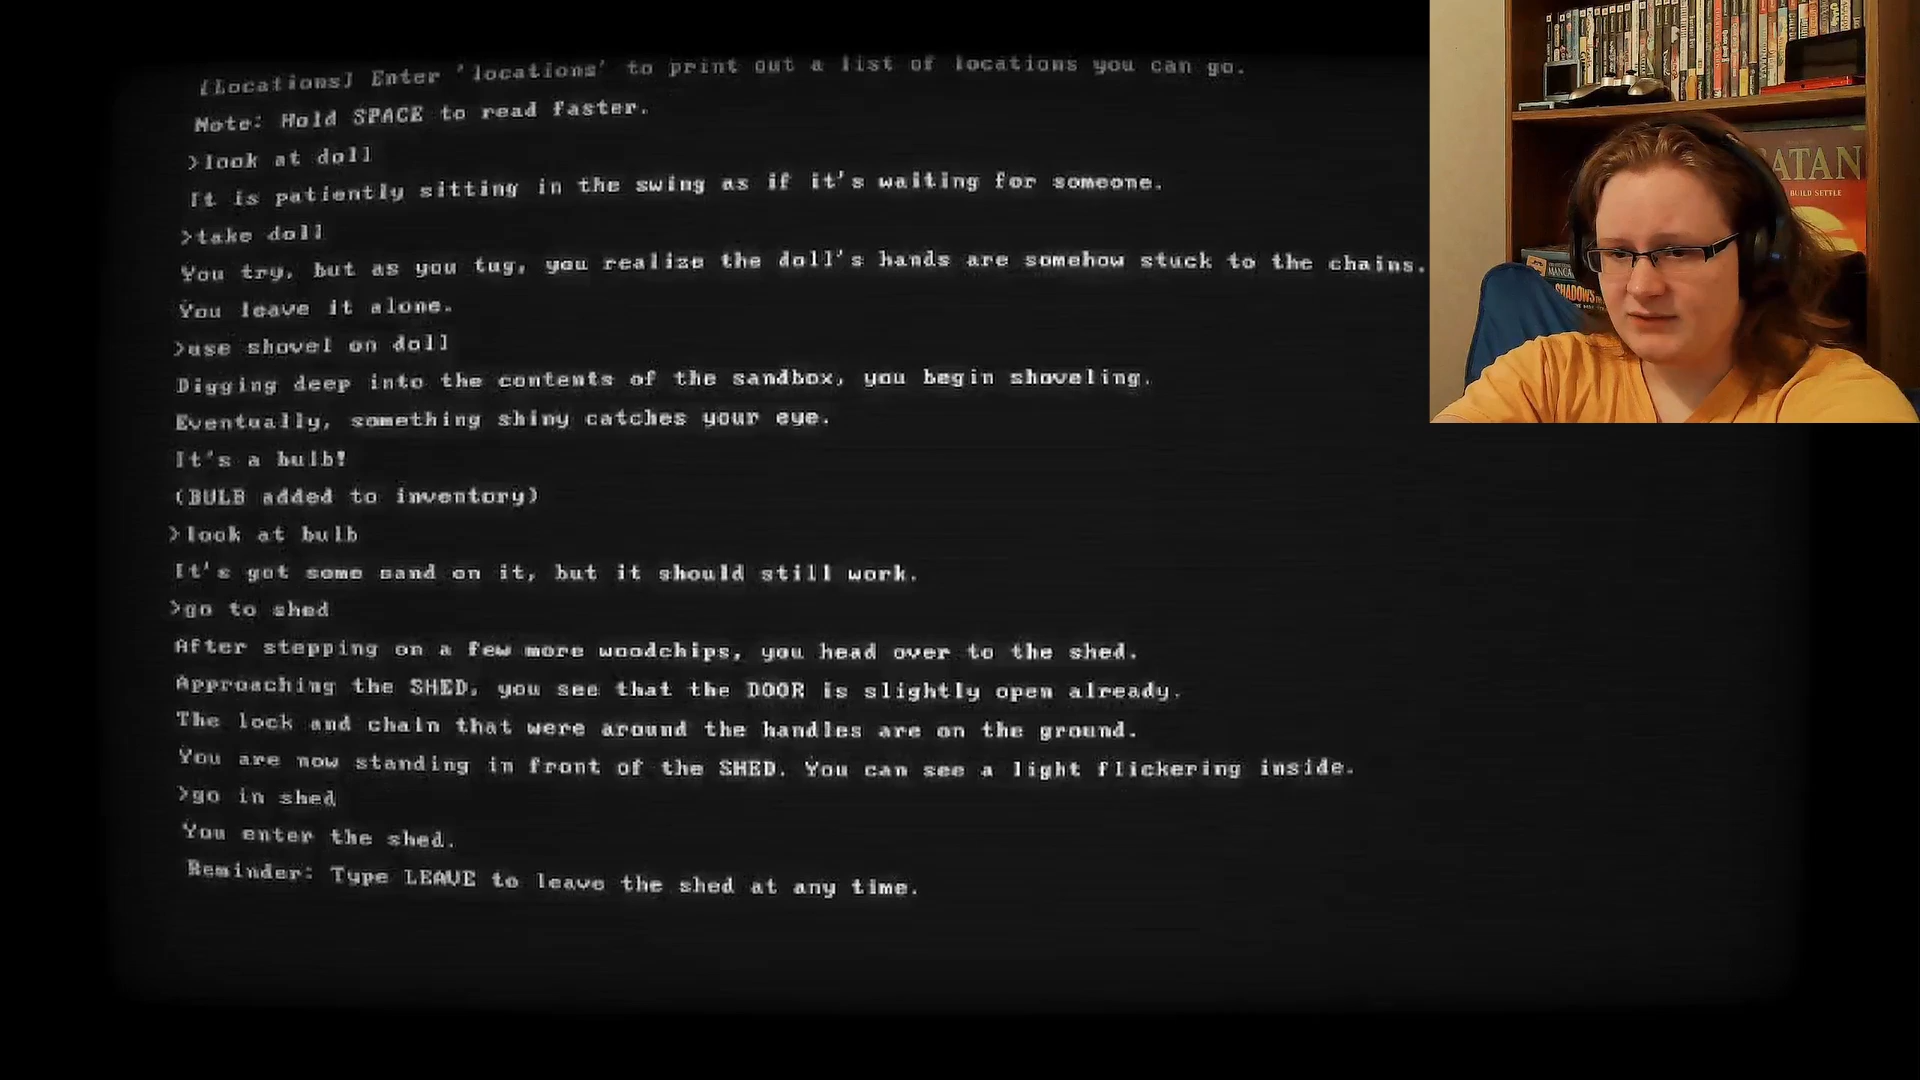 [Locations] Enter 'locations' to print out a list of locations you can go.
Note: Hold SPACE to read faster.
>look at doll
It is patiently sitting in the swing as if it's waiting for someone.
>take doll
You try, but as you tug, you realize the doll's hands are somehow stuck to the chains.
You leave it alone.
>use shovel on doll
Digging deep into the contents of the sandbox, you begin shoveling.
Eventually, something shiny catches your eye.
It's a bulb!
(BULB added to inventory)
>look at bulb
It's got some sand on it, but it should still work.
>go to shed
After stepping on a few more woodchips, you head over to the shed.
Approaching the SHED, you see that the DOOR is slightly open already.
The lock and chain that were around the handles are on the ground.
You are now standing in front of the SHED. You can see a light flickering inside.
>go in shed
You enter the shed.
Reminder: Type LEAVE to leave the shed at any time.
ATAN
BUILD SETTLE
MANCA
SHADOWS